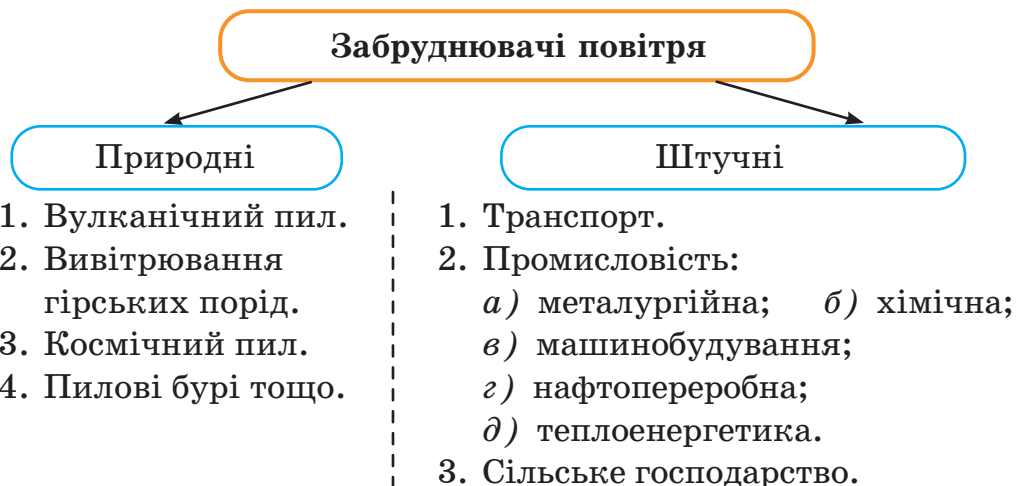 Забруднювачі повітря
Природні
1. Вулканічний пил.
2. Вивітрювання
гірських порід.
3. Космічний пил.
4. Пилові бурі тощо.
Штучні
1. Транспорт.
2. Промисловість:
а) металургійна; б) хімічна;
в) машинобудування;
г) нафтопереробна;
д) теплоенергетика.
3. Сільське господарство.